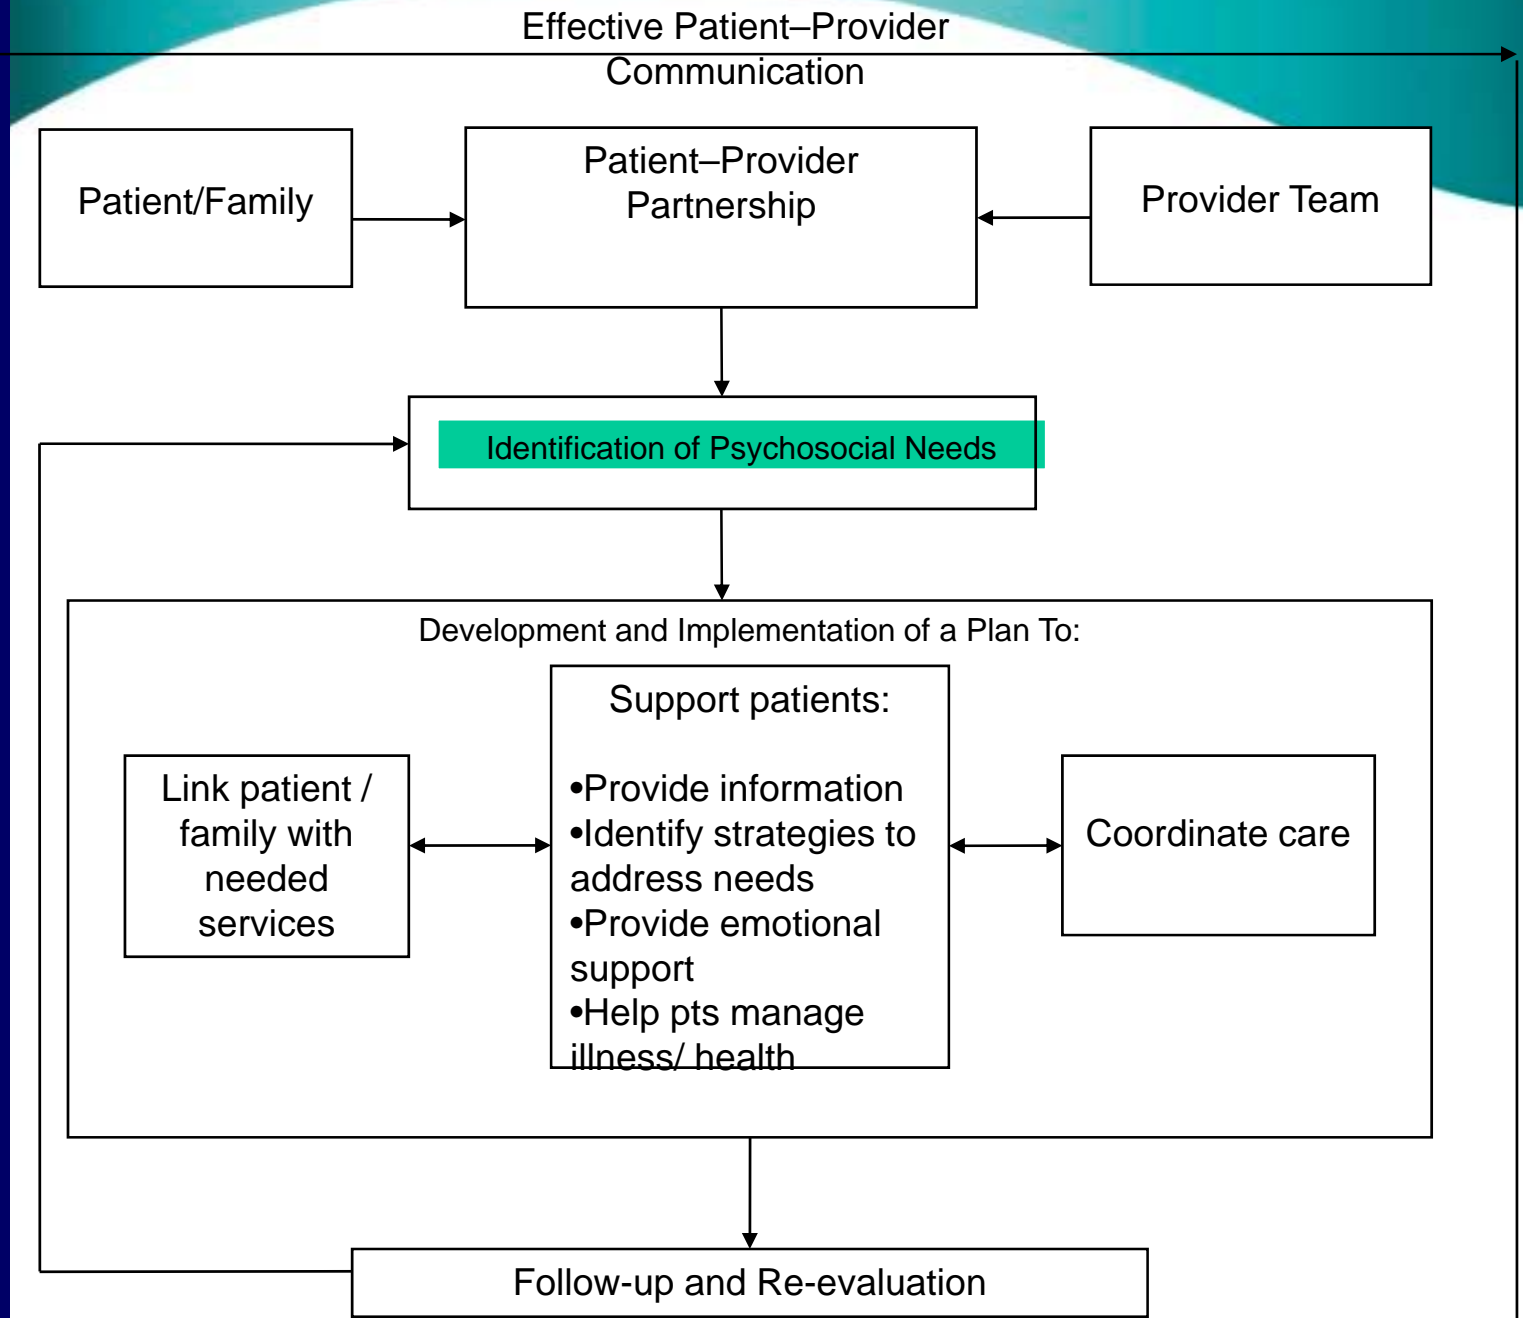 Effective Patient–Provider
Communication
Patient/Family
Patient–Provider
Partnership
Provider Team
Identification of Psychosocial Needs
Development and Implementation of a Plan To:
Link patient /
family with
needed
services
Support patients:
•Provide information
•Identify strategies to
address needs
•Provide emotional
support
•Help pts manage
illness/ health
Coordinate care
Follow-up and Re-evaluation